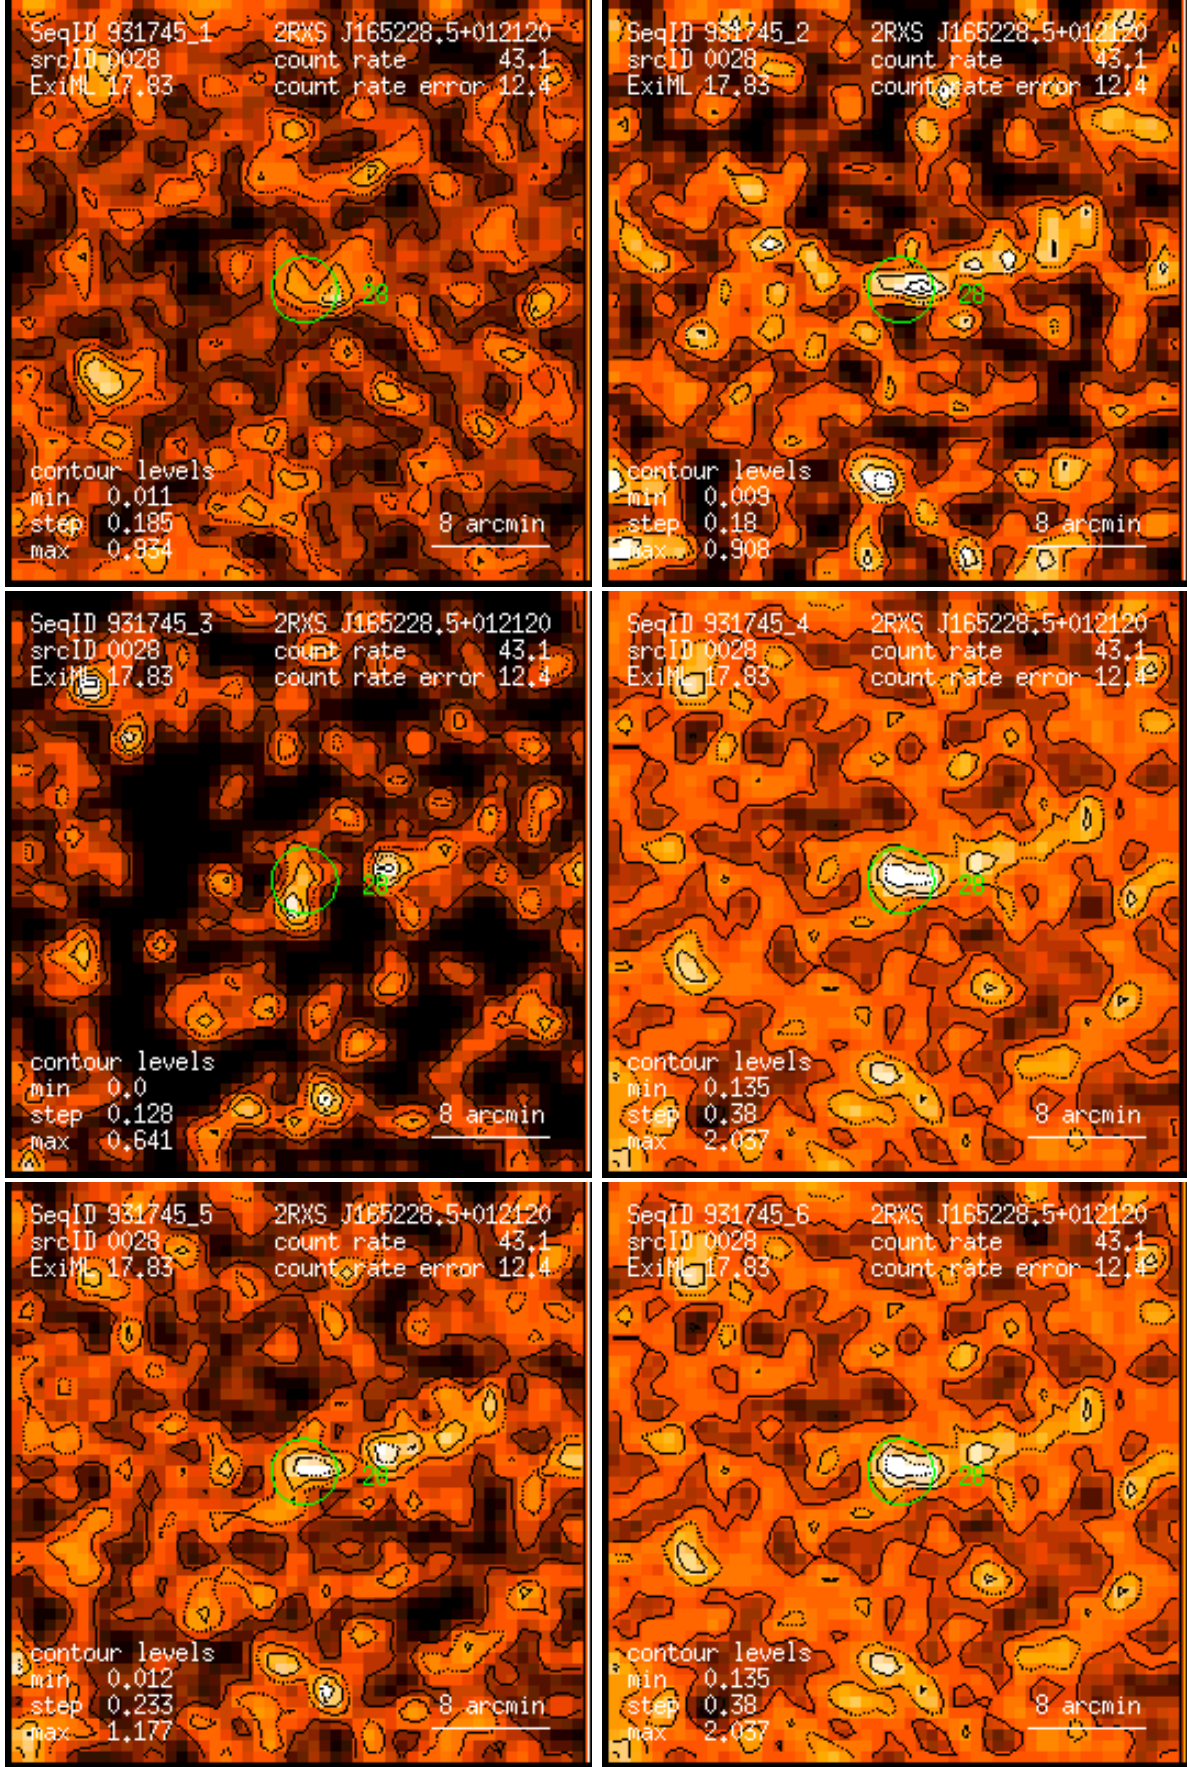 SeqID 931745_1 2RXS J165228.5+012120
srcID 0028 count rate 43.1
ExiML 17.83 count rate error 12.4
28
contour levels
min 0.011
step 0.185
max 0.934
8 arcmin
SeqID 931745_2 2RXS J165228.5+012120
srcID 0028 count rate 43.1
ExiML 17.83 count rate error 12.4
28
contour levels
min 0.009
step 0.18
max 0.908
8 arcmin
SeqID 931745_3 2RXS J165228.5+012120
srcID 0028 count rate 43.1
ExiML 17.83 count rate error 12.4
28
contour levels
min 0.0
step 0.128
max 0.641
8 arcmin
SeqID 931745_4 2RXS J165228.5+012120
srcID 0028 count rate 43.1
ExiML 17.83 count rate error 12.4
28
contour levels
min 0.135
step 0.38
max 2.037
8 arcmin
SeqID 931745_5 2RXS J165228.5+012120
srcID 0028 count rate 43.1
ExiML 17.83 count rate error 12.4
28
contour levels
min 0.012
step 0.233
max 1.177
8 arcmin
SeqID 931745_6 2RXS J165228.5+012120
srcID 0028 count rate 43.1
ExiML 17.83 count rate error 12.4
28
contour levels
min 0.135
step 0.38
max 2.037
8 arcmin